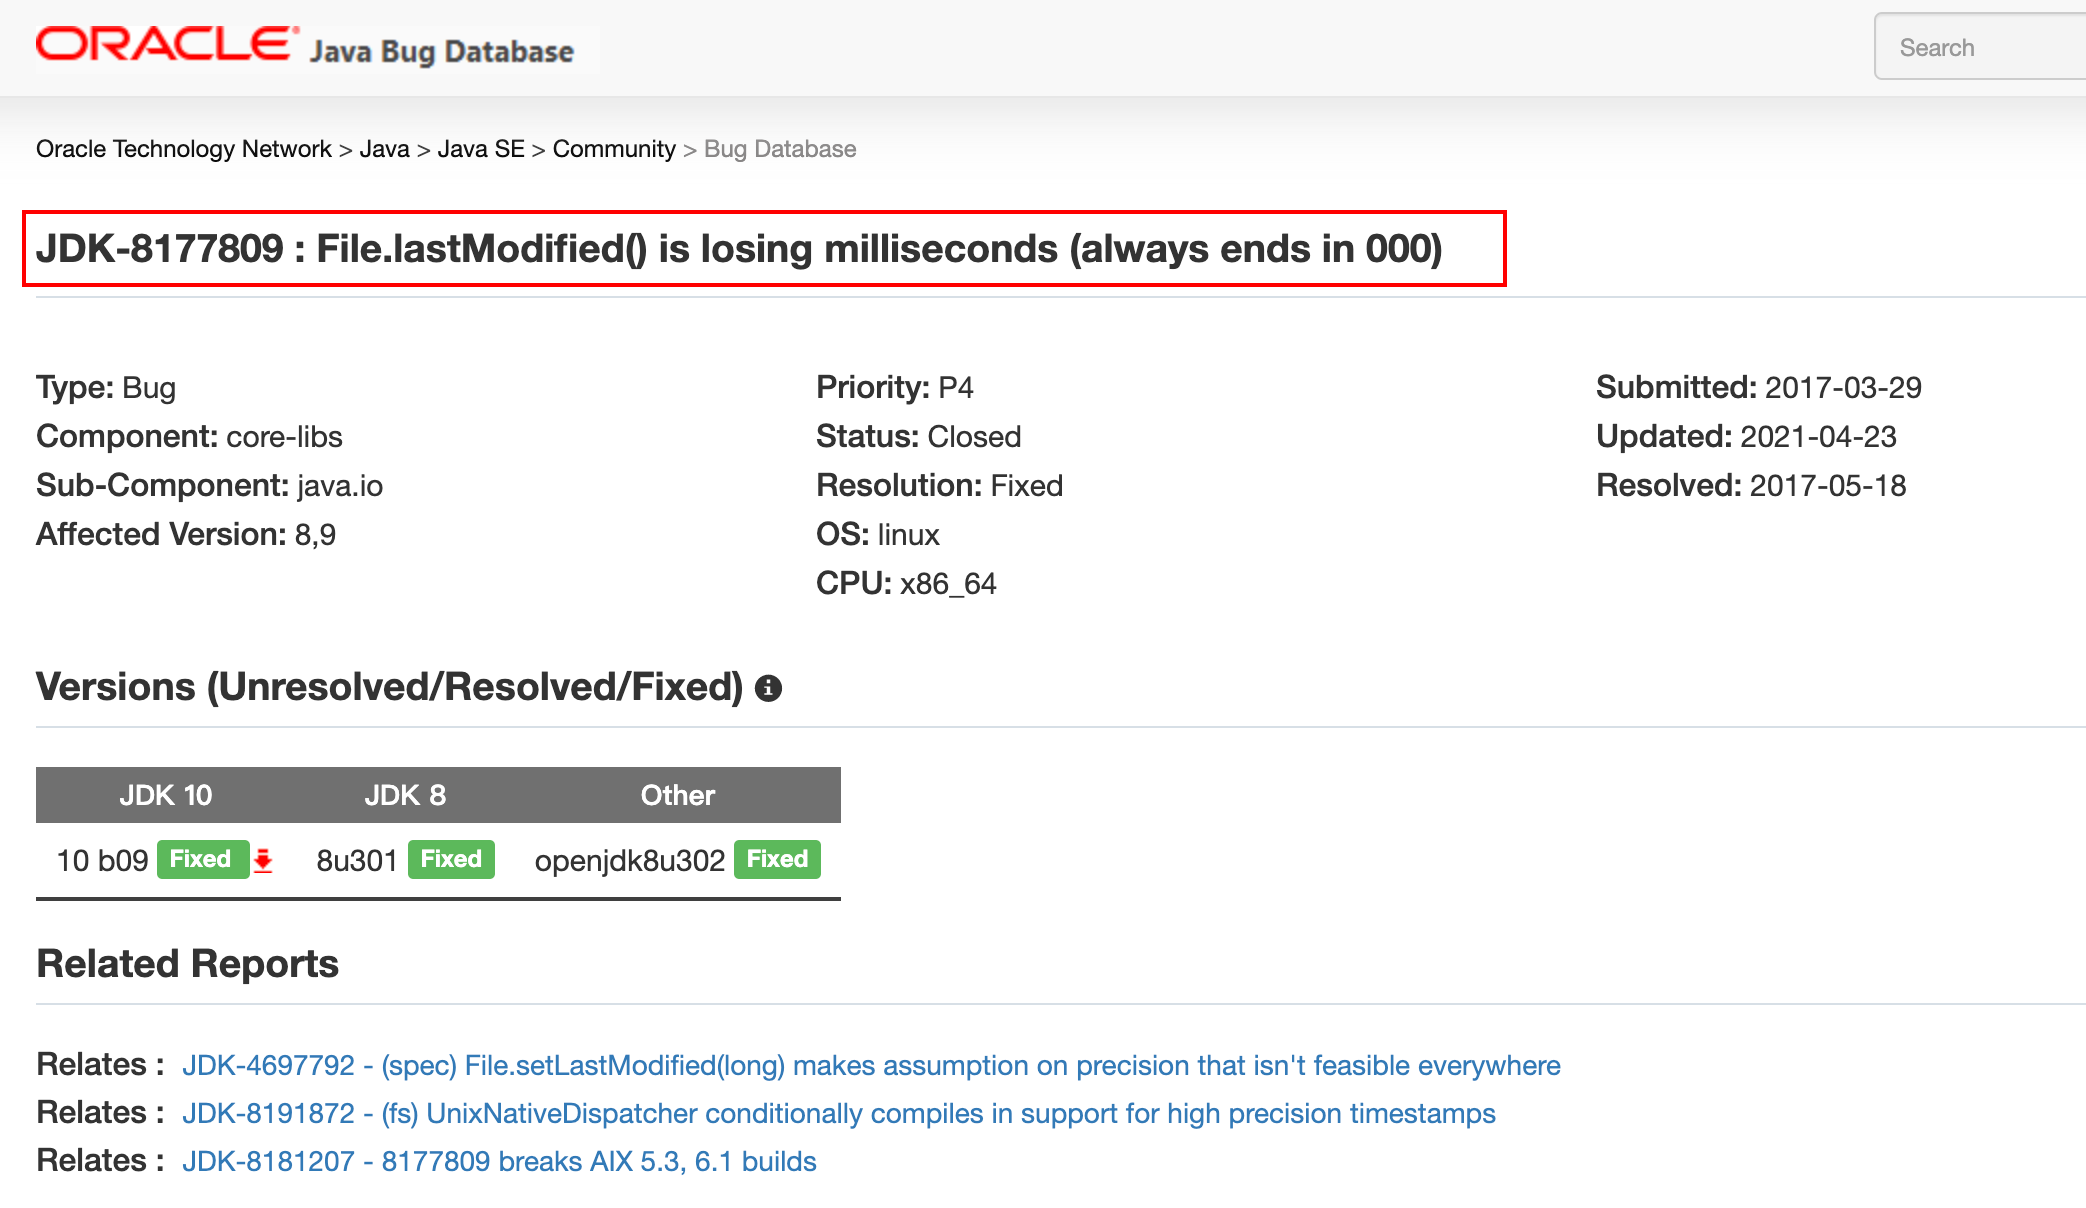 ORACLE® Java Bug Database
Search
Oracle Technology Network > Java > Java SE > Community > Bug Database
JDK-8177809 : File.lastModified() is losing milliseconds (always ends in 000)
Type: Bug
Component: core-libs
Sub-Component: java.io
Affected Version: 8,9
Priority: P4
Status: Closed
Resolution: Fixed
OS: linux
CPU: x86_64
Submitted: 2017-03-29
Updated: 2021-04-23
Resolved: 2017-05-18
Versions (Unresolved/Resolved/Fixed)
JDK 10 JDK 8 Other
10 b09 Fixed 8u301 Fixed openjdk8u302 Fixed
Related Reports
Relates : JDK-4697792 - (spec) File.setLastModified(long) makes assumption on precision that isn't feasible everywhere
Relates : JDK-8191872 - (fs) UnixNativeDispatcher conditionally compiles in support for high precision timestamps
Relates : JDK-8181207 - 8177809 breaks AIX 5.3, 6.1 builds